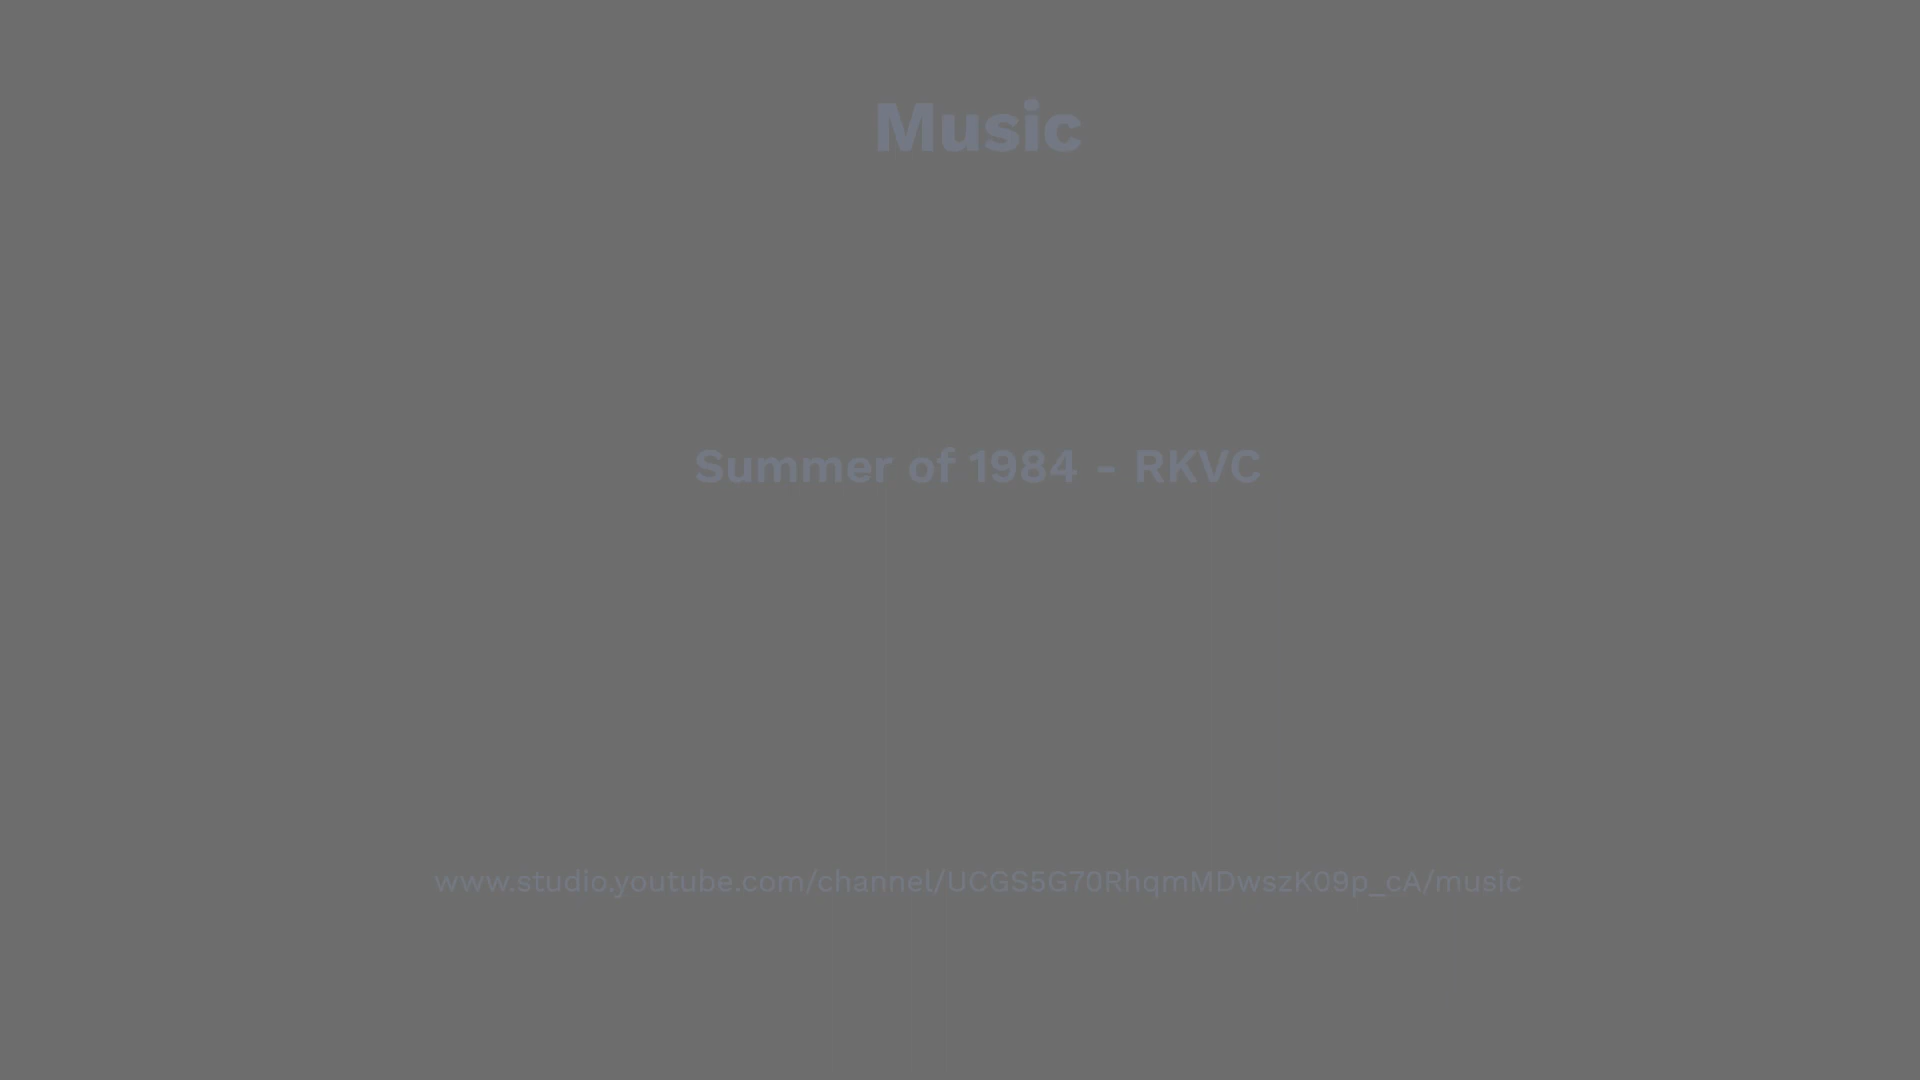 Music
Summer of 1984 - RKVC
www.studio.youtube.com/channel/UCGS5G70RhqmMDwszK09p_cA/music